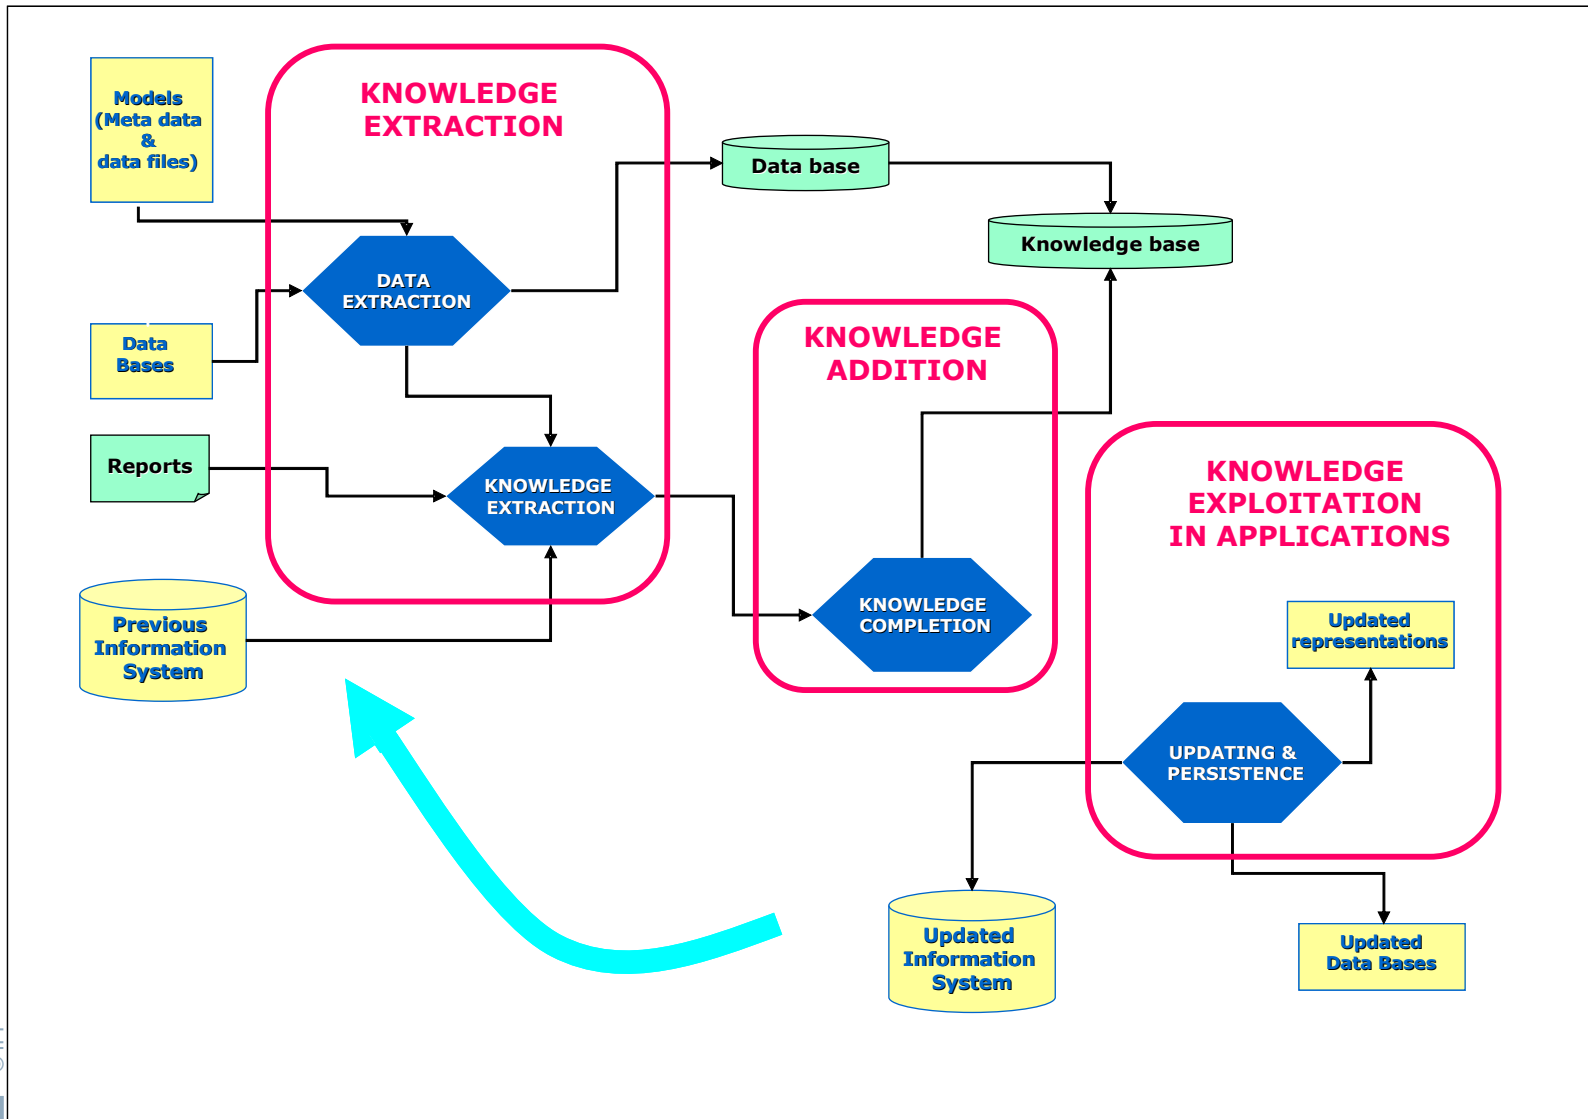 KNOWLEDGE
EXTRACTION
Models
(Meta data
&
data files)
Data base
Knowledge base
DATA
EXTRACTION
Data
Bases
KNOWLEDGE
ADDITION
Reports
KNOWLEDGE
EXTRACTION
KNOWLEDGE
EXPLOITATION
IN APPLICATIONS
Previous
Information
System
KNOWLEDGE
COMPLETION
Updated
representations
UPDATING &
PERSISTENCE
Updated
Information
System
Updated
Data Bases